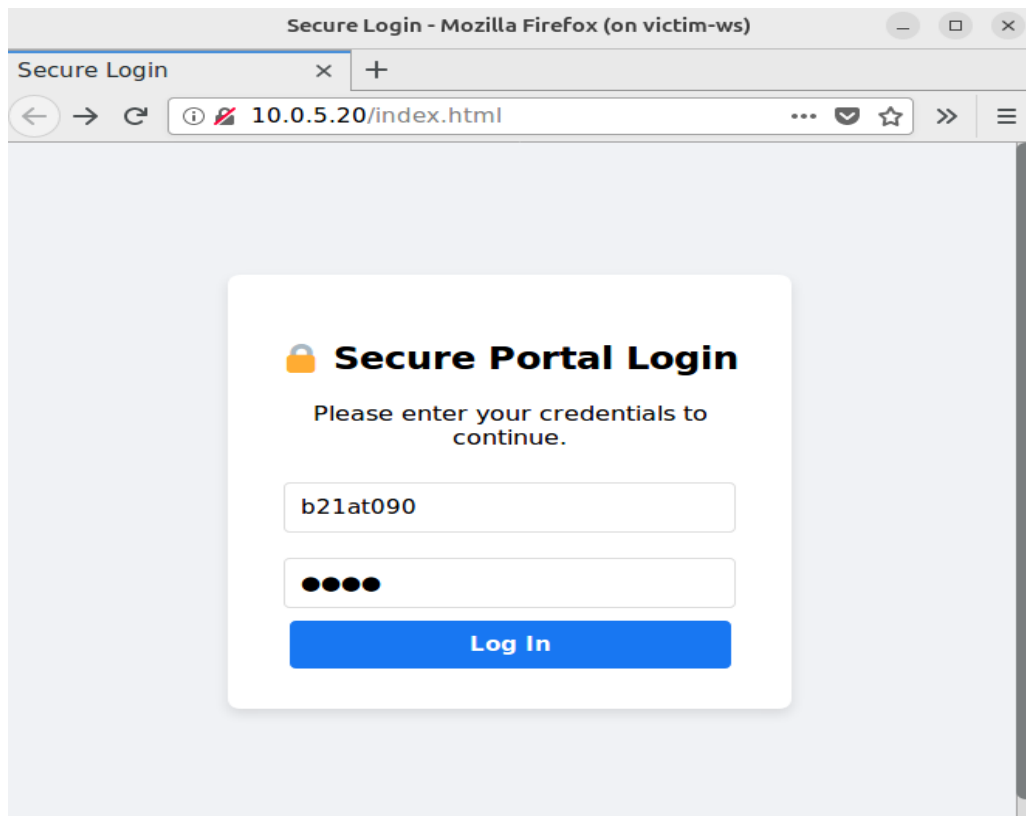 Secure Login - Mozilla Firefox (on victim-ws)
Secure Login
10.0.5.20/index.html
Secure Portal Login
Please enter your credentials to
continue.
b21at090
●●●●
Log In